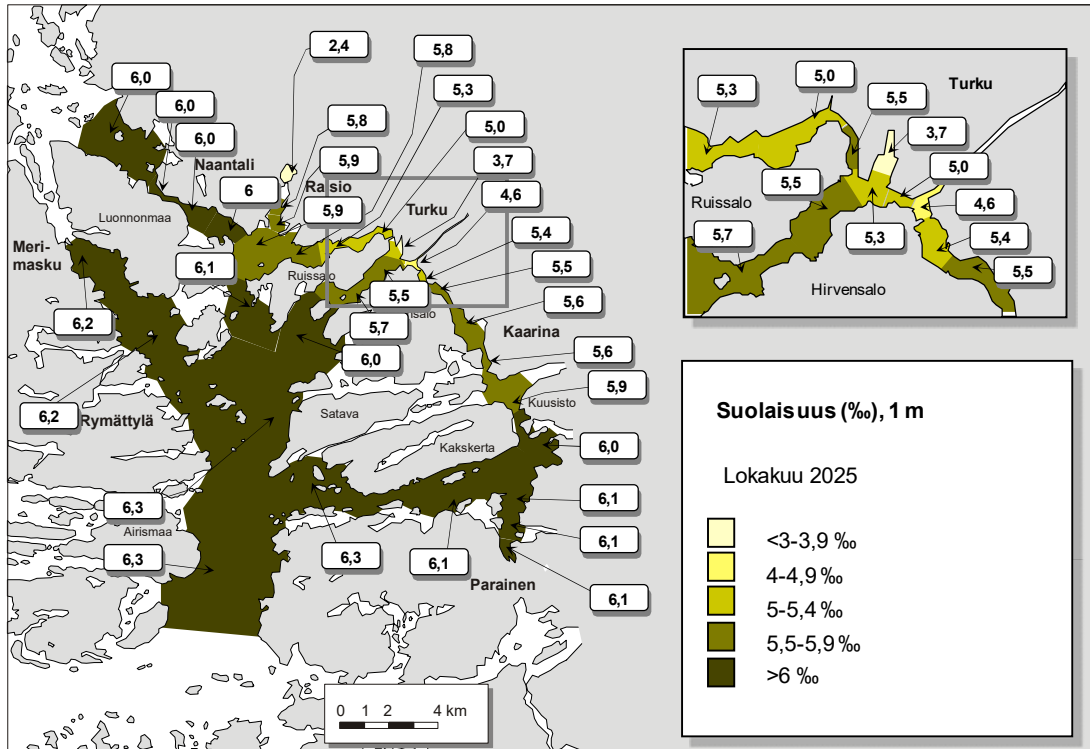 2,4
5,8
6,0
5,3
6,0
5,8
5,0
6,0
Naantali
5,9
3,7
6
Raisio
4,6
5,9
Turku
Luonnonmaa
5,4
Meri-
masku
6,1
Ruissalo
5,5
5,5
5,6
6,2
5,7
Kaarina
6,0
5,6
5,9
6,2
Rymättylä
Satava
Kuusisto
Kakskerta
6,0
6,3
6,1
Airismaa
6,3
6,3
6,1
6,1
Parainen
6,1
0 1 2 4 km
5,0
Turku
5,3
5,5
3,7
5,0
5,5
Ruissalo
4,6
5,7
5,3
5,4
5,5
Hirvensalo
Suolaisuus (‰), 1 m
Lokakuu 2025
<3-3,9 ‰
4-4,9 ‰
5-5,4 ‰
5,5-5,9 ‰
>6 ‰